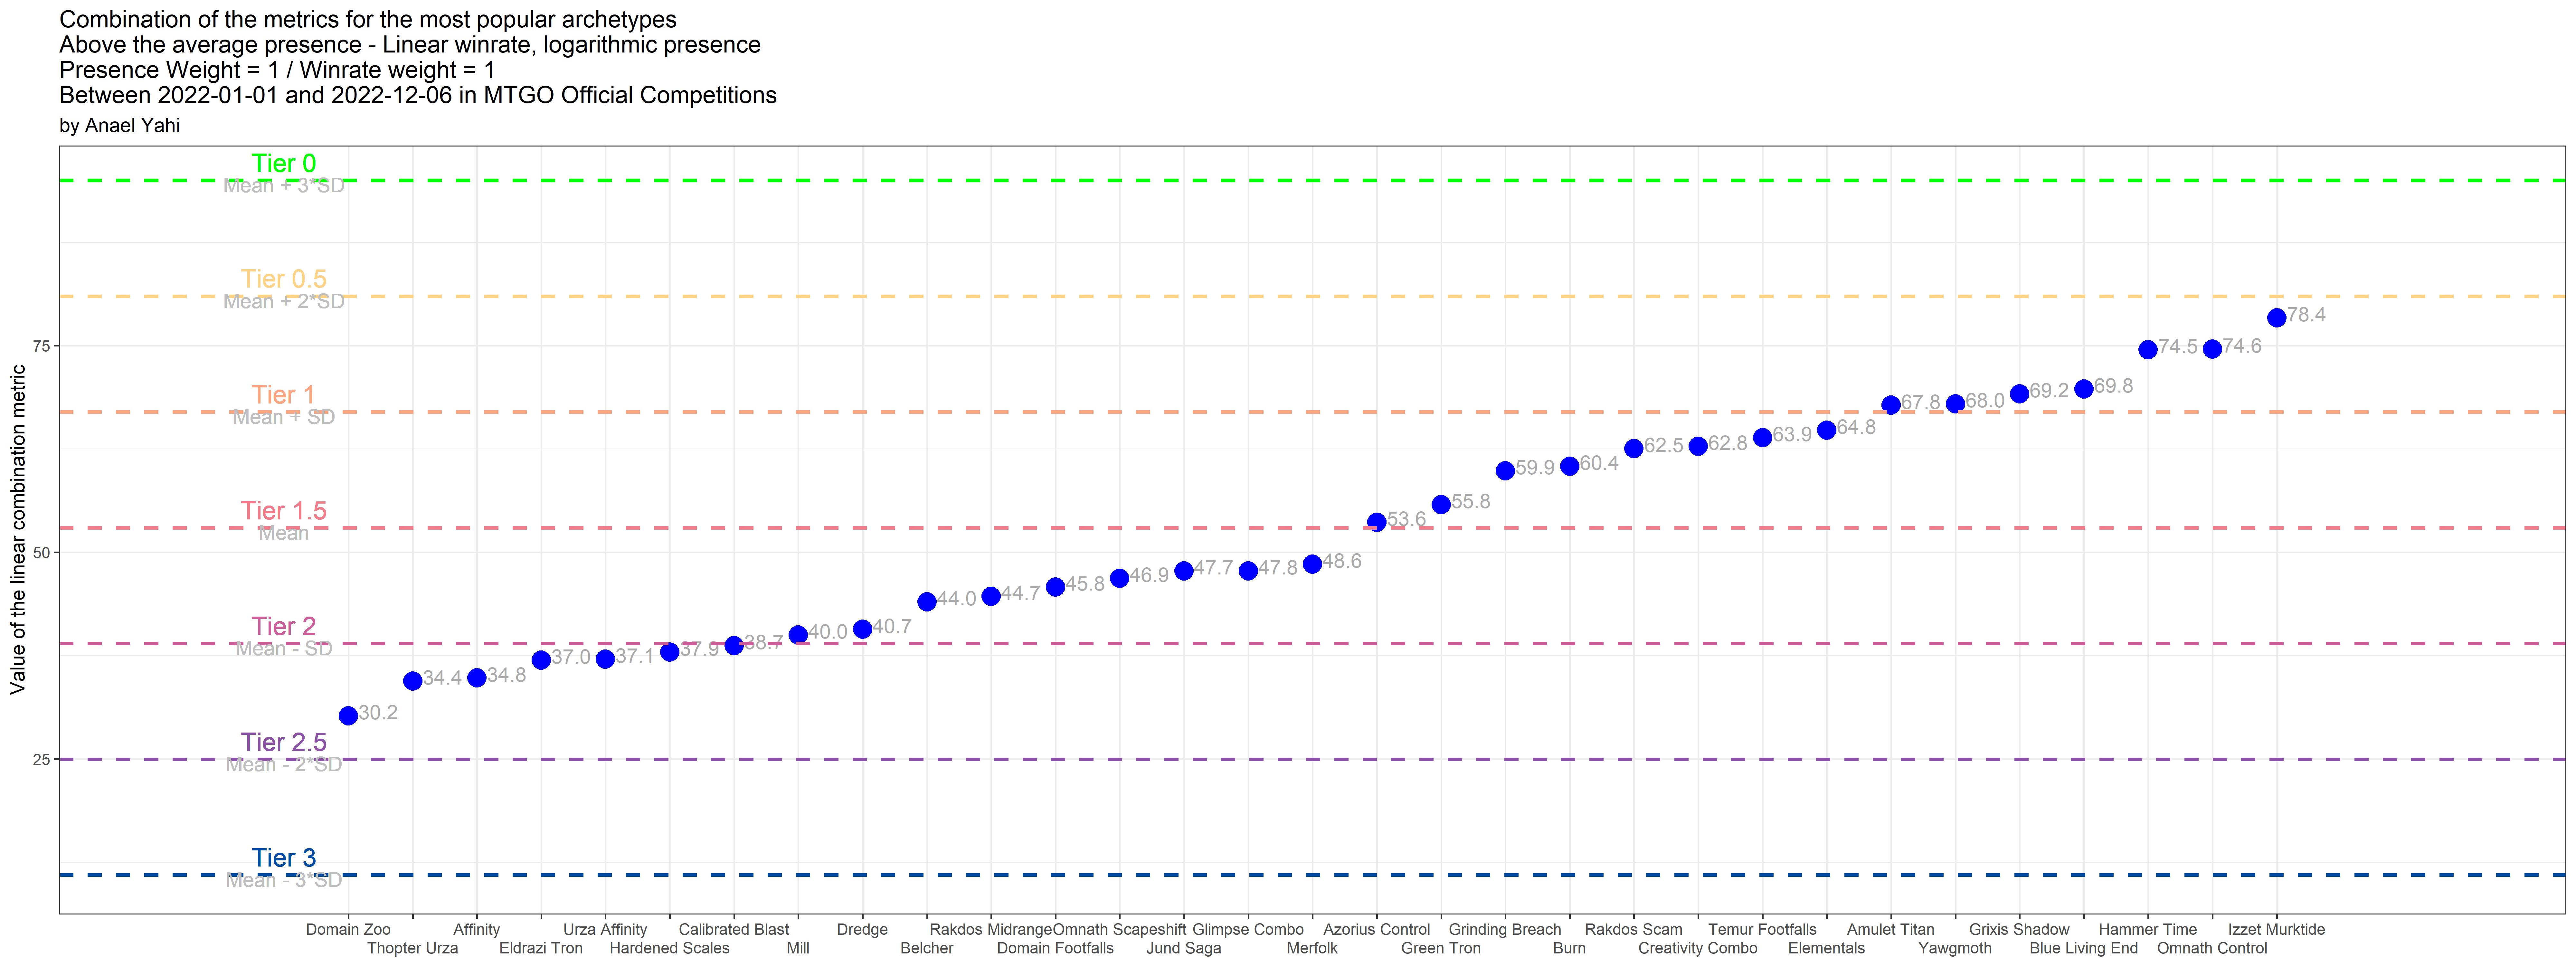 Combination of the metrics for the most popular archetypes
Above the average presence - Linear winrate, logarithmic presence
Presence Weight = 1 / Winrate weight = 1
Between 2022-01-01 and 2022-12-06 in MTGO Official Competitions
by Anael Yahi
Value of the linear combination metric
75
50
25
Tier 0
Mean + 3*SD
Tier 0.5
Mean + 2*SD
Tier 1
Mean + SD
Tier 1.5
Mean
Tier 2
Mean - SD
Tier 2.5
Mean - 2*SD
Tier 3
Mean - 3*SD
30.2
34.4
34.8
37.0
37.1
37.9
38.7
40.0
40.7
44.0
44.7
45.8
46.9
47.7
47.8
48.6
53.6
55.8
59.9
60.4
62.5
62.8
63.9
64.8
67.8
68.0
69.2
69.8
74.5
74.6
78.4
Domain Zoo
Thopter Urza
Affinity
Eldrazi Tron
Urza Affinity
Hardened Scales
Calibrated Blast
Mill
Dredge
Belcher
Rakdos Midrange
Domain Footfalls
Omnath Scapeshift
Jund Saga
Glimpse Combo
Merfolk
Azorius Control
Green Tron
Grinding Breach
Burn
Rakdos Scam
Creativity Combo
Temur Footfalls
Elementals
Amulet Titan
Yawgmoth
Grixis Shadow
Blue Living End
Hammer Time
Omnath Control
Izzet Murktide